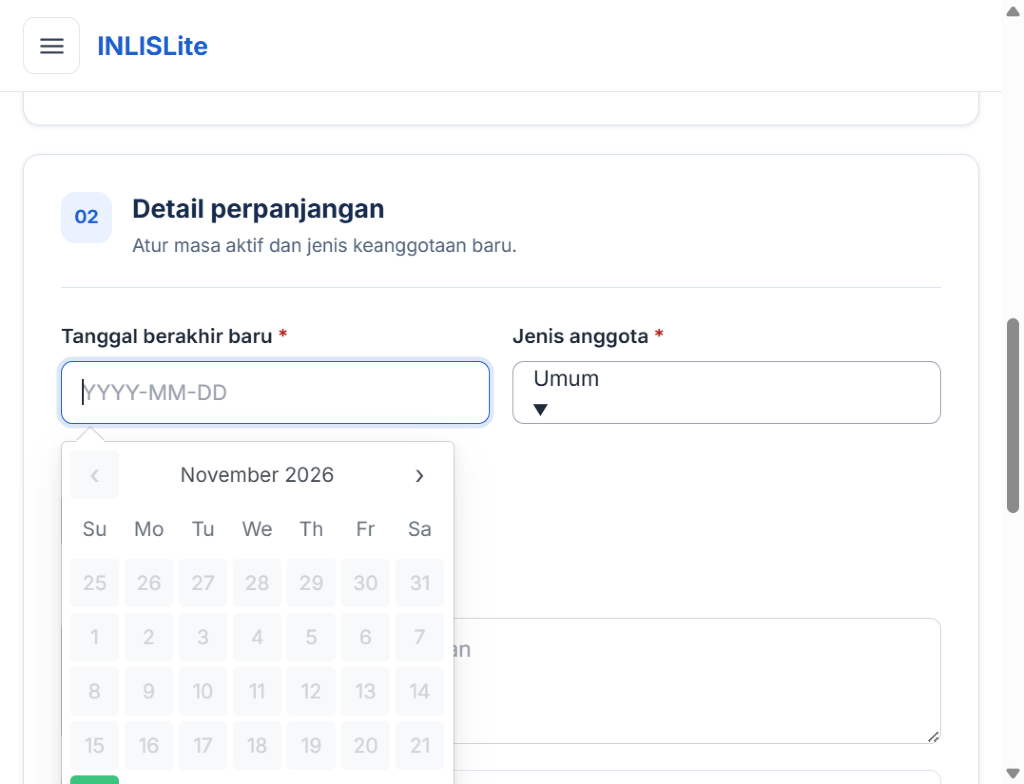 INLISLite
02
Detail perpanjangan
Atur masa aktif dan jenis keanggotaan baru.
Tanggal berakhir baru *
Jenis anggota *
YYYY-MM-DD
Umum
November 2026
Su Mo Tu We Th Fr Sa
25 26 27 28 29 30 31
1 2 3 4 5 6 7
8 9 10 11 12 13 14
15 16 17 18 19 20 21